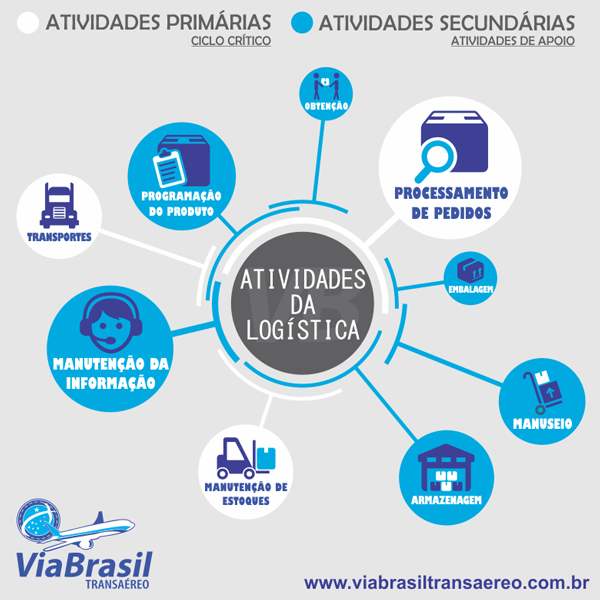 ATIVIDADES PRIMÁRIAS
CICLO CRÍTICO
ATIVIDADES SECUNDÁRIAS
ATIVIDADES DE APOIO
OBTENÇÃO
PROGRAMAÇÃO
DO PRODUTO
PROCESSAMENTO
DE PEDIDOS
TRANSPORTES
EMBALAGEM
ATIVIDADES
DA
LOGÍSTICA
MANUTENÇÃO DA
INFORMAÇÃO
MANUSEIO
MANUTENÇÃO DE
ESTOQUES
ARMAZENAGEM
ViaBrasil
TRANSAÉREO
www.viabrasiltransaereo.com.br